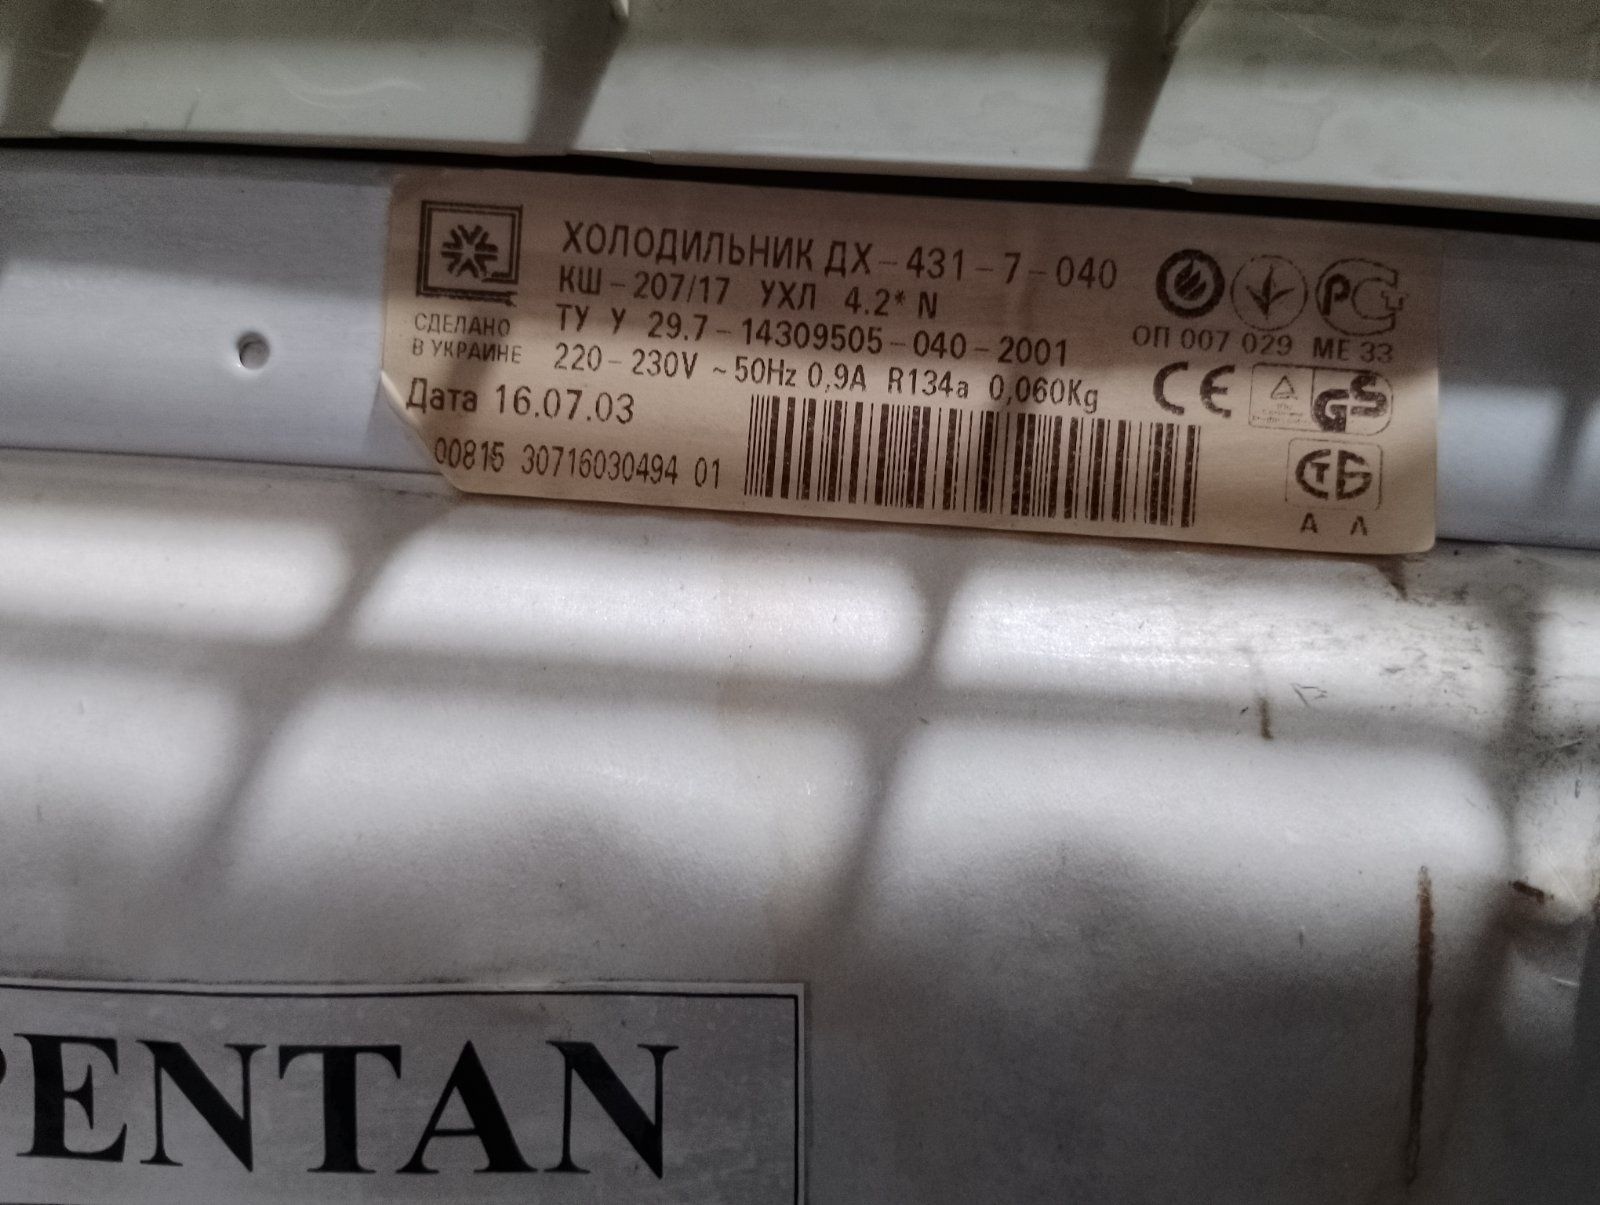 ХОЛОДИЛЬНИК ДХ-431-7-040
КШ-207/17 УХЛ 4.2* N
ТУ У 29.7-14309505-040-2001
220-230V ~50Hz 0,9A R134a 0,060Kg
СДЕЛАНО
В УКРАИНЕ
Дата 16.07.03
00815 30716030494 01
ОП 007 029 МЕ 33
РСТ
CE
GS
СТБ
А Л
PENTAN